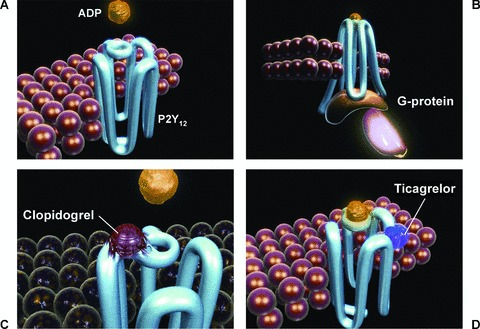 A
ADP
P2Y12
B
G-protein
Clopidogrel
C
Ticagrelor
D